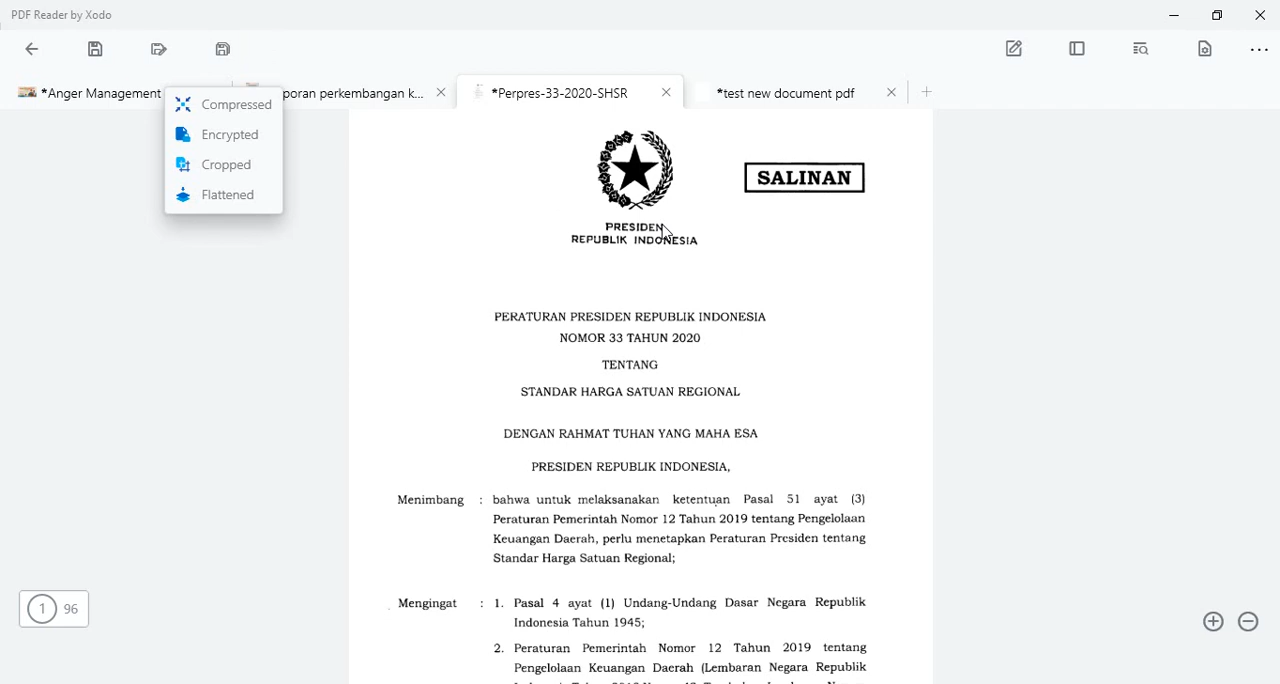 PDF Reader by Xodo
*Anger Management
poran perkembangan k...
*Perpres-33-2020-SHSR
*test new document pdf
Compressed
Encrypted
Cropped
Flattened
SALINAN
PRESIDEN
REPUBLIK INDONESIA
PERATURAN PRESIDEN REPUBLIK INDONESIA
NOMOR 33 TAHUN 2020
TENTANG
STANDAR HARGA SATUAN REGIONAL
DENGAN RAHMAT TUHAN YANG MAHA ESA
PRESIDEN REPUBLIK INDONESIA,
Menimbang : bahwa untuk melaksanakan ketentuan Pasal 51 ayat (3)
Peraturan Pemerintah Nomor 12 Tahun 2019 tentang Pengelolaan
Keuangan Daerah, perlu menetapkan Peraturan Presiden tentang
Standar Harga Satuan Regional;
Mengingat : 1. Pasal 4 ayat (1) Undang-Undang Dasar Negara Republik
Indonesia Tahun 1945;
2. Peraturan Pemerintah Nomor 12 Tahun 2019 tentang
Pengelolaan Keuangan Daerah (Lembaran Negara Republik
1 96